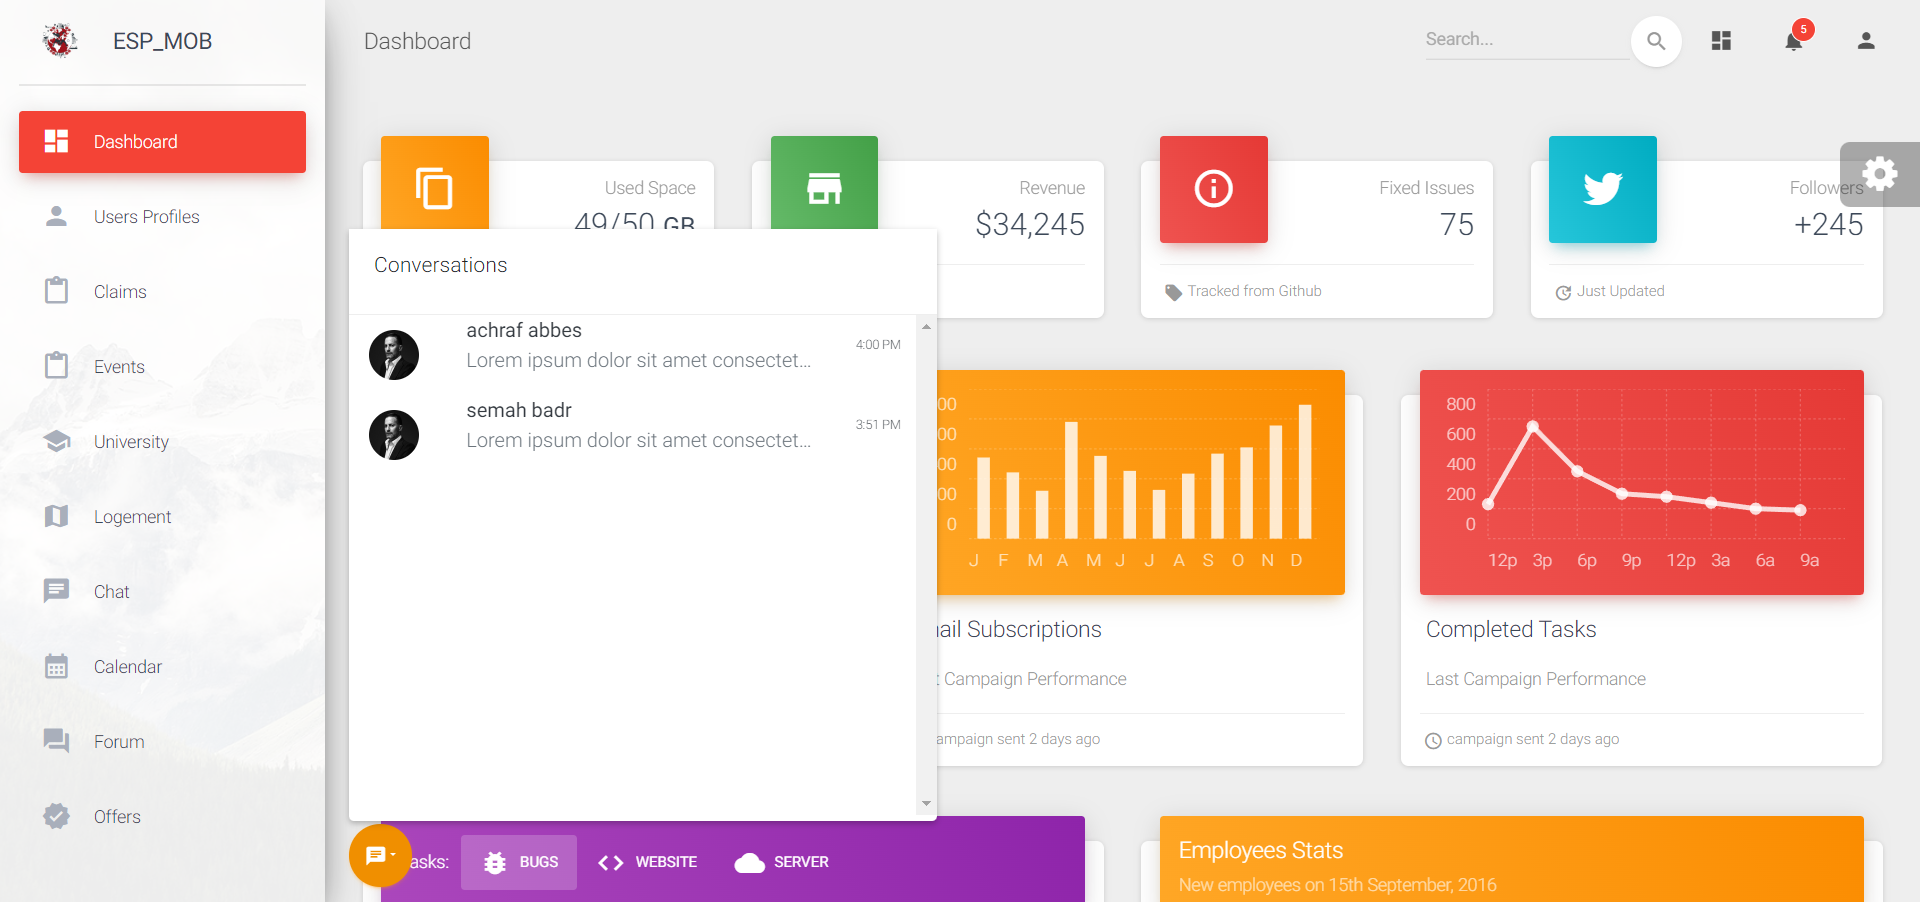 ESP_MOB
Dashboard
Users Profiles
Claims
Events
University
Logement
Chat
Calendar
Forum
Offers
Dashboard
Search...
5
Used Space
49/50 GB
Revenue
$34,245
Fixed Issues
75
Tracked from Github
Followers
+245
Just Updated
Conversations
achraf abbes
4:00 PM
Lorem ipsum dolor sit amet consectet...
semah badr
3:51 PM
Lorem ipsum dolor sit amet consectet...
00
00
00
00
0
J F M A M J J A S O N D
ail Subscriptions
Campaign Performance
ampaign sent 2 days ago
800
600
400
200
0
12p 3p 6p 9p 12p 3a 6a 9a
Completed Tasks
Last Campaign Performance
campaign sent 2 days ago
asks:
BUGS
WEBSITE
SERVER
Employees Stats
New employees on 15th September, 2016